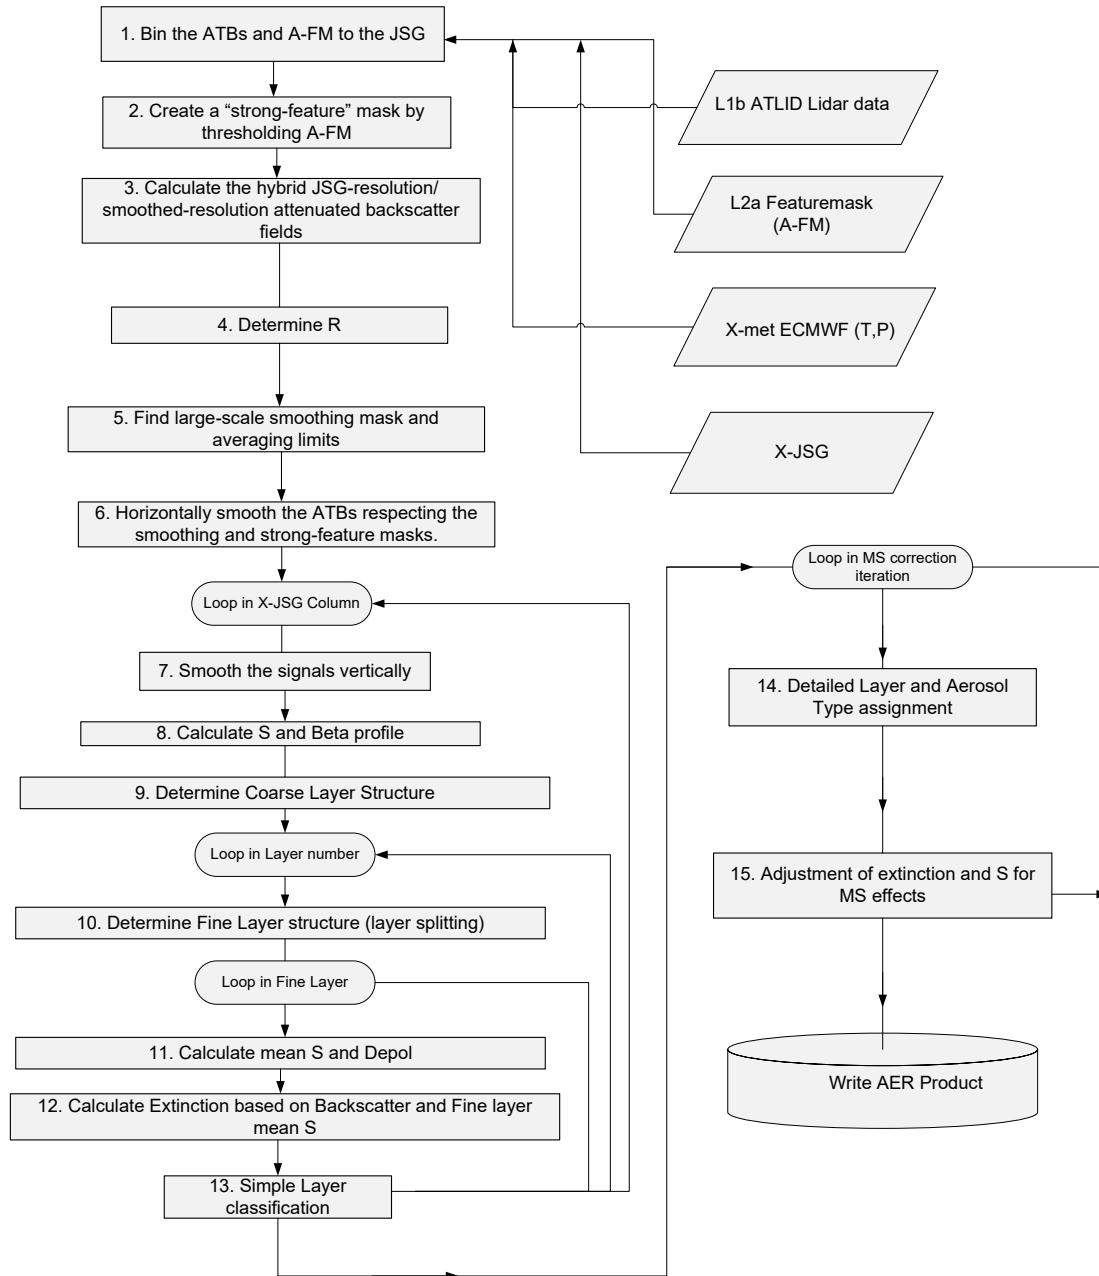 1. Bin the ATBs and A-FM to the JSG
2. Create a “strong-feature” mask by
thresholding A-FM
3. Calculate the hybrid JSG-resolution/
smoothed-resolution attenuated backscatter
fields
4. Determine R
5. Find large-scale smoothing mask and
averaging limits
6. Horizontally smooth the ATBs respecting the
smoothing and strong-feature masks.
Loop in X-JSG Column
7. Smooth the signals vertically
8. Calculate S and Beta profile
9. Determine Coarse Layer Structure
Loop in Layer number
10. Determine Fine Layer structure (layer splitting)
Loop in Fine Layer
11. Calculate mean S and Depol
12. Calculate Extinction based on Backscatter and Fine layer
mean S
13. Simple Layer
classification
L1b ATLID Lidar data
L2a Featuremask
(A-FM)
X-met ECMWF (T,P)
X-JSG
Loop in MS correction
iteration
14. Detailed Layer and Aerosol
Type assignment
15. Adjustment of extinction and S for
MS effects
Write AER Product